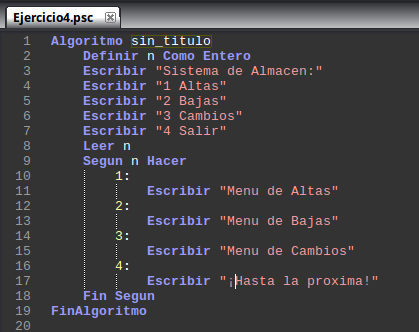 Ejercicio4.psc
1 Algoritmo sin_titulo
2 Definir n Como Entero
3 Escribir "Sistema de Almacen:"
4 Escribir "1 Altas"
5 Escribir "2 Bajas"
6 Escribir "3 Cambios"
7 Escribir "4 Salir"
8 Leer n
9 Segun n Hacer
10 1:
11 Escribir "Menu de Altas"
12 2:
13 Escribir "Menu de Bajas"
14 3:
15 Escribir "Menu de Cambios"
16 4:
17 Escribir "¡Hasta la proxima!"
18 Fin Segun
19 FinAlgoritmo
20